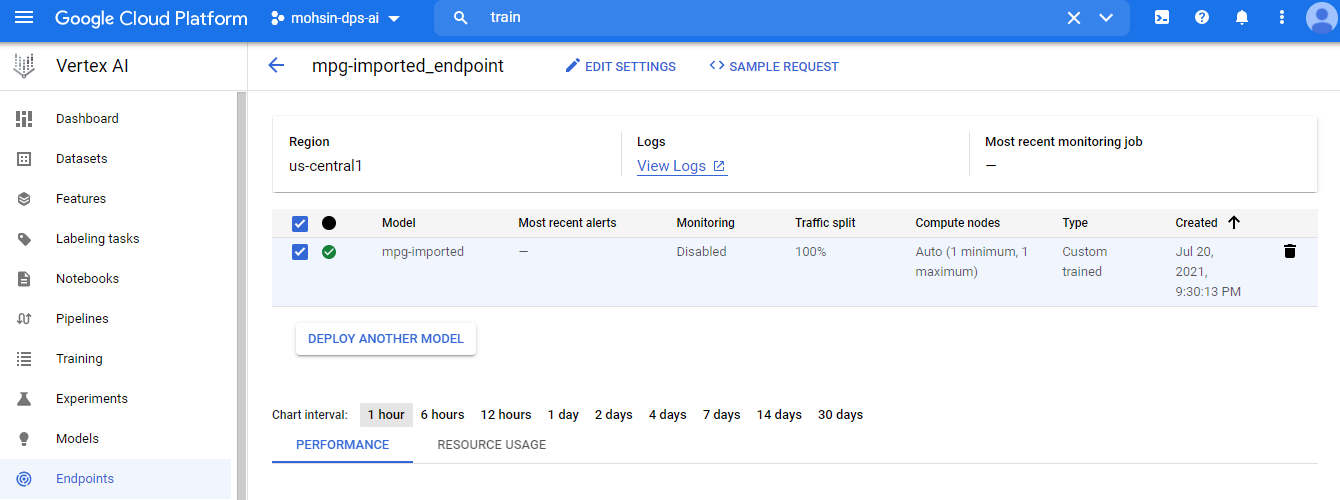 Google Cloud Platform
mohsin-dps-ai
train
Vertex AI
mpg-imported_endpoint
EDIT SETTINGS
SAMPLE REQUEST
Dashboard
Datasets
Features
Labeling tasks
Notebooks
Pipelines
Training
Experiments
Models
Endpoints
Region
us-central1
Logs
View Logs
Most recent monitoring job
—
Model Most recent alerts Monitoring Traffic split Compute nodes Type Created
mpg-imported — Disabled 100% Auto (1 minimum, 1 Custom Jul 20,
maximum) trained 2021,
9:30:13 PM
DEPLOY ANOTHER MODEL
Chart interval: 1 hour 6 hours 12 hours 1 day 2 days 4 days 7 days 14 days 30 days
PERFORMANCE RESOURCE USAGE